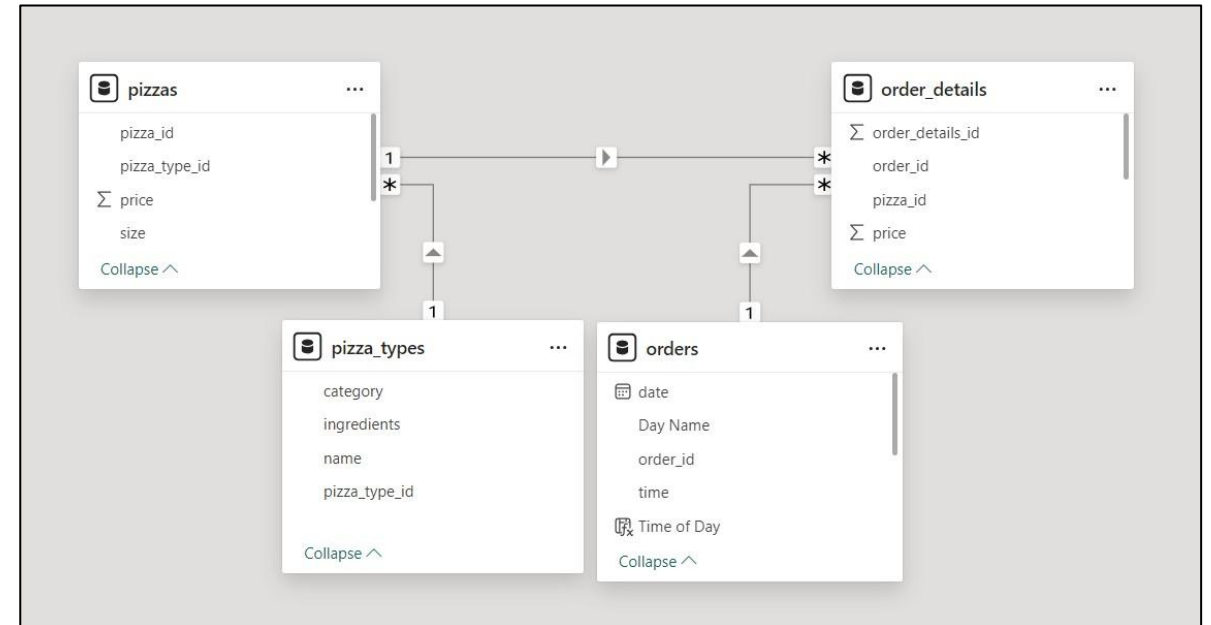 pizzas ...
pizza_id
pizza_type_id
Σ price
size
Collapse
1
*
order_details ...
Σ order_details_id
order_id
pizza_id
Σ price
Collapse
*
*
1
1
pizza_types ...
category
ingredients
name
pizza_type_id
Collapse
orders ...
date
Day Name
order_id
time
Time of Day
Collapse